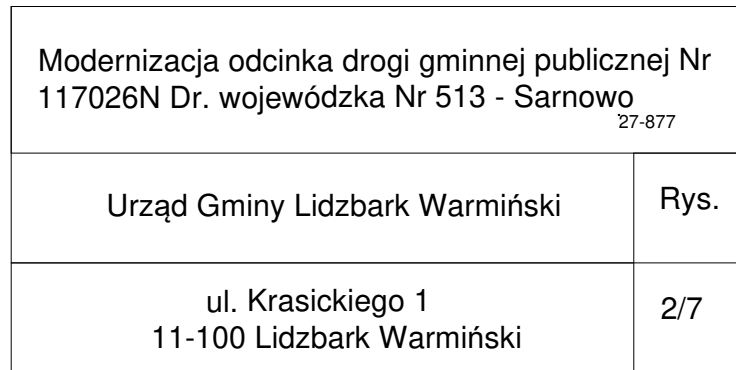 Modernizacja odcinka drogi gminnej publicznej Nr
117026N Dr. wojewódzka Nr 513 - Sarnowo
27-877
Urząd Gminy Lidzbark Warmiński
Rys.
ul. Krasickiego 1
11-100 Lidzbark Warmiński
2/7